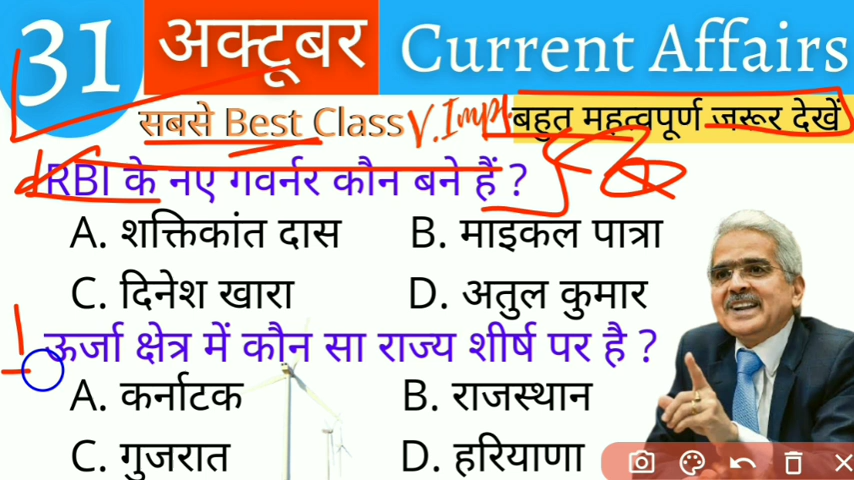 31 अक्टूबर Current Affairs
सबसे Best Class V. Imp. बहुत महत्वपूर्ण जरूर देखें
RBI के नए गवर्नर कौन बने हैं ?
A. शक्तिकांत दास B. माइकल पात्रा
C. दिनेश खारा D. अतुल कुमार
ऊर्जा क्षेत्र में कौन सा राज्य शीर्ष पर है ?
A. कर्नाटक B. राजस्थान
C. गुजरात D. हरियाणा